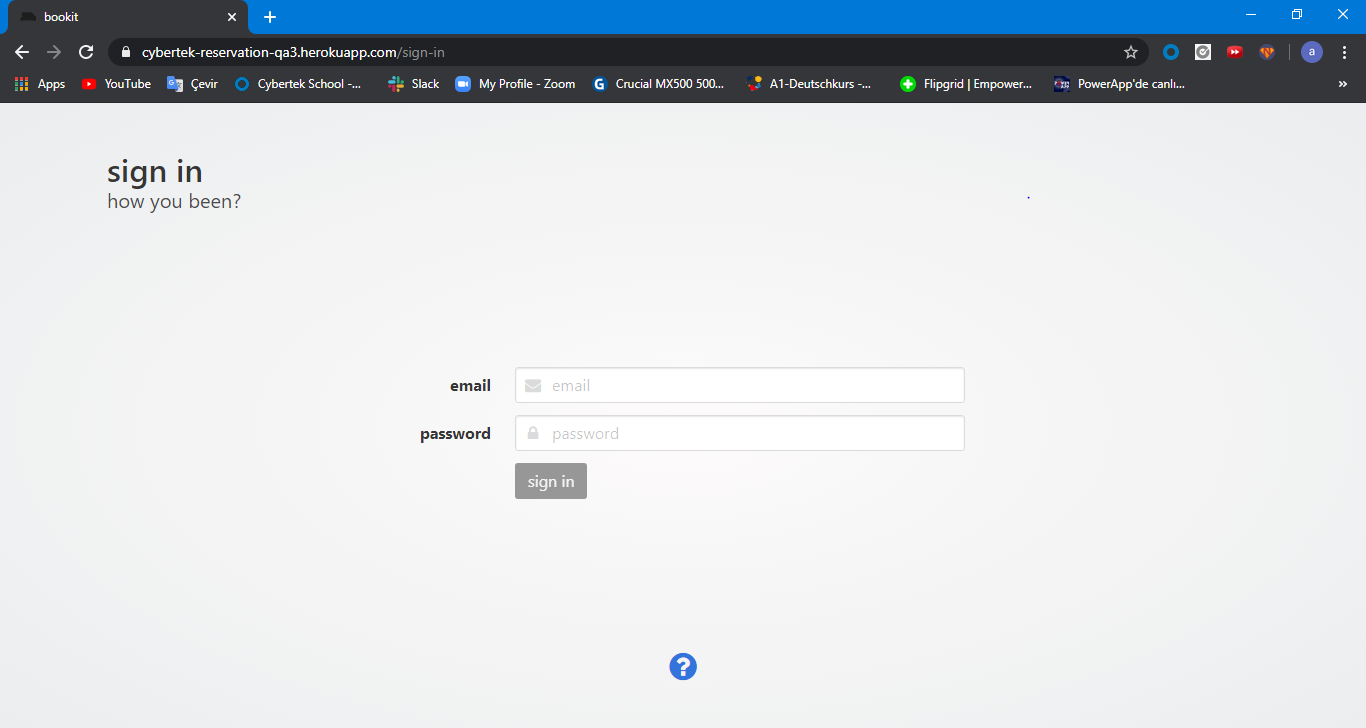 bookit
cybertek-reservation-qa3.herokuapp.com/sign-in
a
Apps YouTube Çevir Cybertek School -... Slack My Profile - Zoom Crucial MX500 500... A1-Deutschkurs -... Flipgrid | Empower... PowerApp'de canlı... »
sign in
how you been?
email email
password password
sign in
?